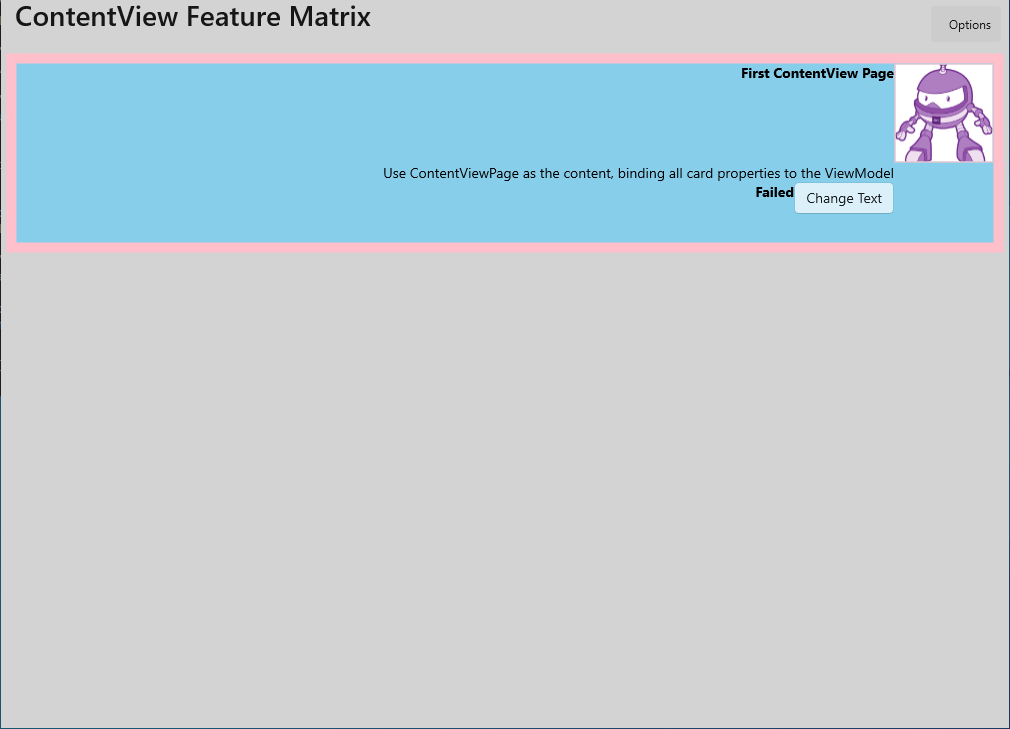 ContentView Feature Matrix
Options
First ContentView Page
Use ContentViewPage as the content, binding all card properties to the ViewModel
Failed
Change Text